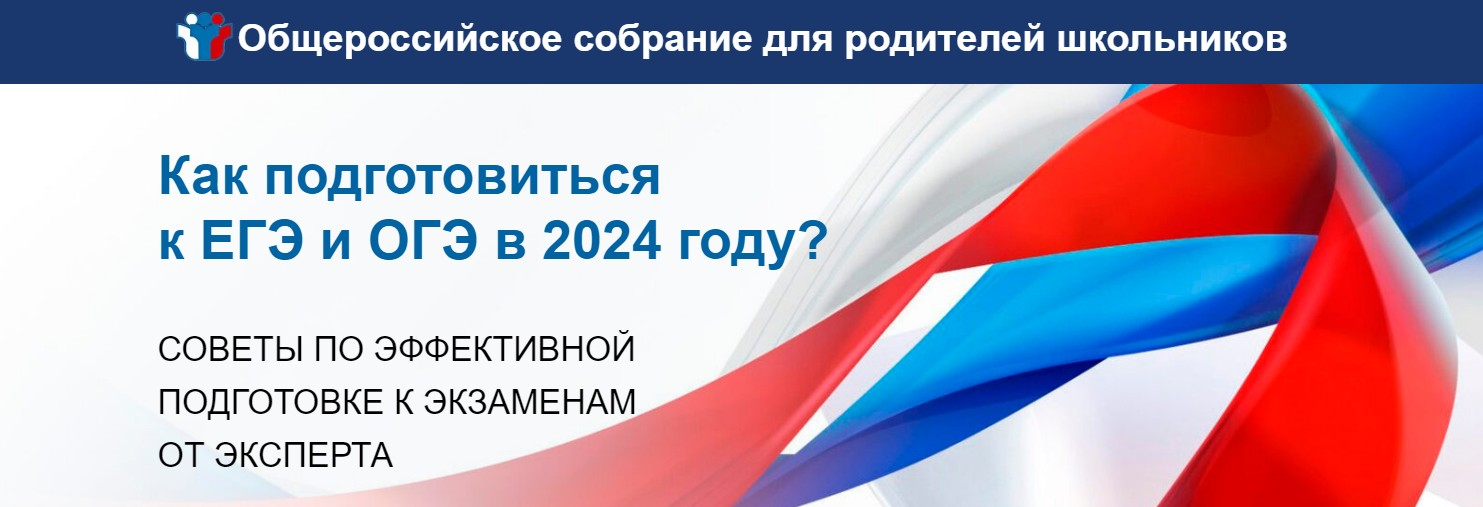 Общероссийское собрание для родителей школьников
Как подготовиться
к ЕГЭ и ОГЭ в 2024 году?
СОВЕТЫ ПО ЭФФЕКТИВНОЙ
ПОДГОТОВКЕ К ЭКЗАМЕНАМ
ОТ ЭКСПЕРТА